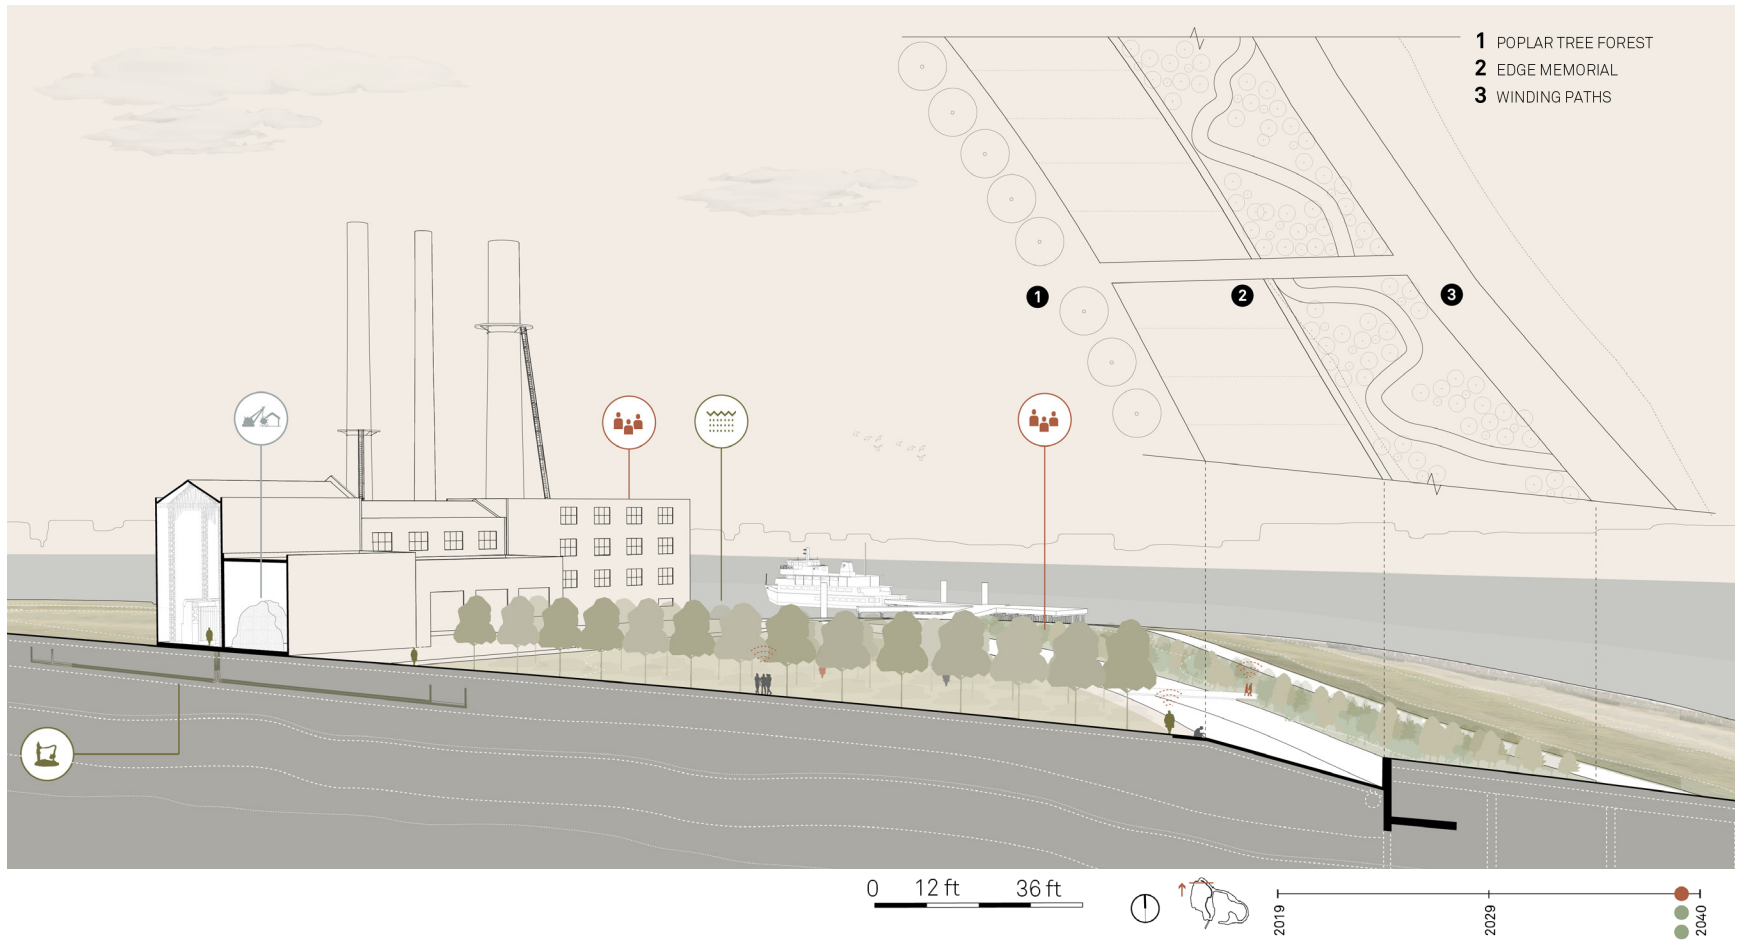 1 POPLAR TREE FOREST
2 EDGE MEMORIAL
3 WINDING PATHS
1
2
3
0 12 ft 36 ft
2019
2029
2040